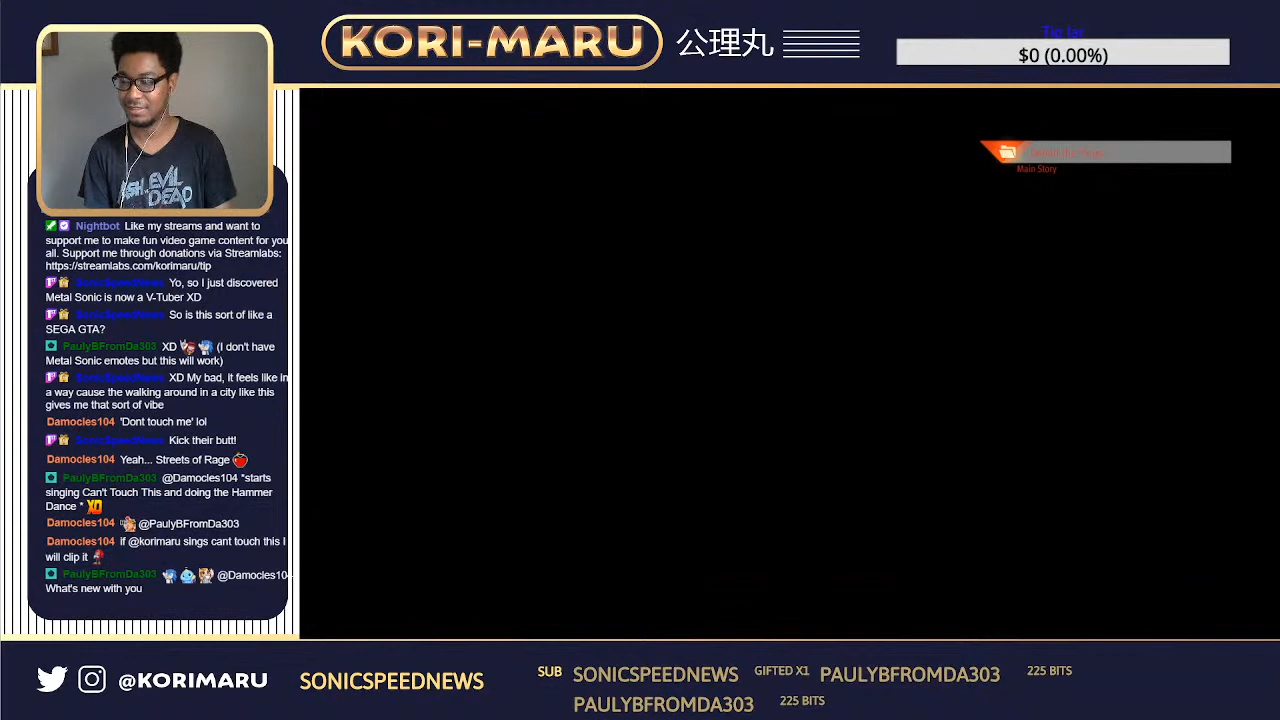 KORI-MARU 公理丸
Tip Jar
$0 (0.00%)
Main Story
Nightbot Like my streams and want to
support me to make fun video game content for you
all. Support me through donations via Streamlabs:
https://streamlabs.com/korimaru/tip
SonicSpeedNews Yo, so I just discovered
Metal Sonic is now a V-Tuber XD
SonicSpeedNews So is this sort of like a
SEGA GTA?
PaulyBFromDa303 XD (I don't have
Metal Sonic emotes but this will work)
SonicSpeedNews XD My bad, it feels like in
a way cause the walking around in a city like this
gives me that sort of vibe
Damocles104 'Dont touch me' lol
SonicSpeedNews Kick their butt!
Damocles104 Yeah... Streets of Rage
PaulyBFromDa303 @Damocles104 *starts
singing Can't Touch This and doing the Hammer
Dance * XD
Damocles104 @PaulyBFromDa303
Damocles104 if @korimaru sings cant touch this I
will clip it
PaulyBFromDa303 @Damocles10
What's new with you
@KORIMARU
SONICSPEEDNEWS
SUB SONICSPEEDNEWS GIFTED X1 PAULYBFROMDA303 225 BITS
PAULYBFROMDA303 225 BITS